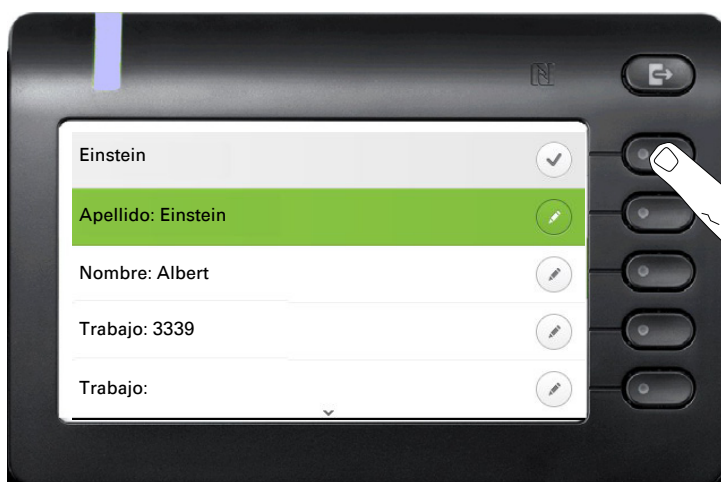 Einstein
Apellido: Einstein
Nombre: Albert
Trabajo: 3339
Trabajo: